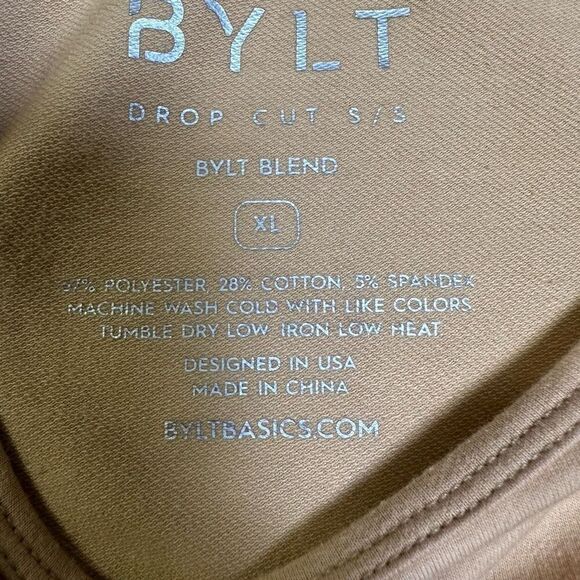 BYLT
DROP CUT S/S
BYLT BLEND
XL
67% POLYESTER, 28% COTTON, 5% SPANDEX
MACHINE WASH COLD WITH LIKE COLORS
TUMBLE DRY LOW IRON LOW HEAT
DESIGNED IN USA
MADE IN CHINA
BYLTBASICS.COM